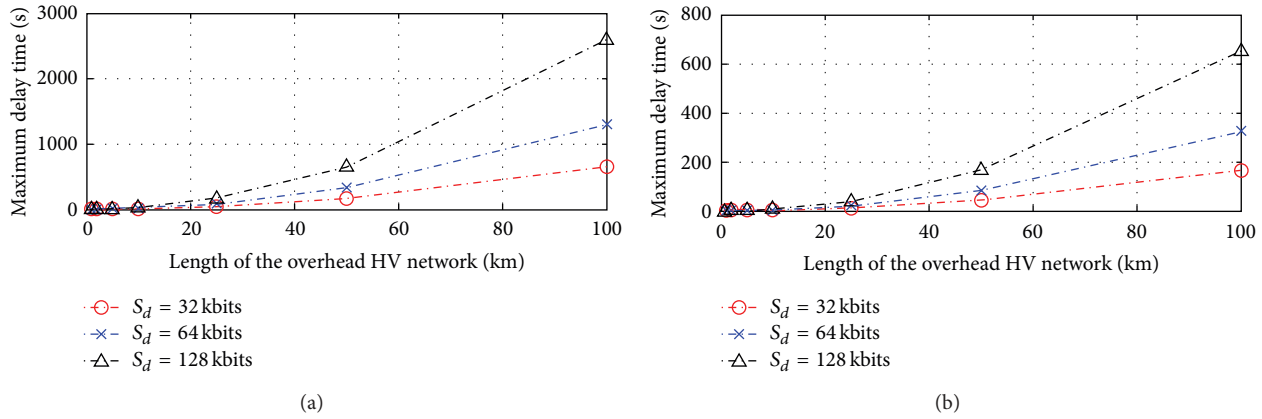 Maximum delay time (s)
3000
2000
1000
0
0
20
40
60
80
100
Length of the overhead HV network (km)
S_d = 32 kbits
S_d = 64 kbits
S_d = 128 kbits
(a)
Maximum delay time (s)
800
600
400
200
0
0
20
40
60
80
100
Length of the overhead HV network (km)
S_d = 32 kbits
S_d = 64 kbits
S_d = 128 kbits
(b)